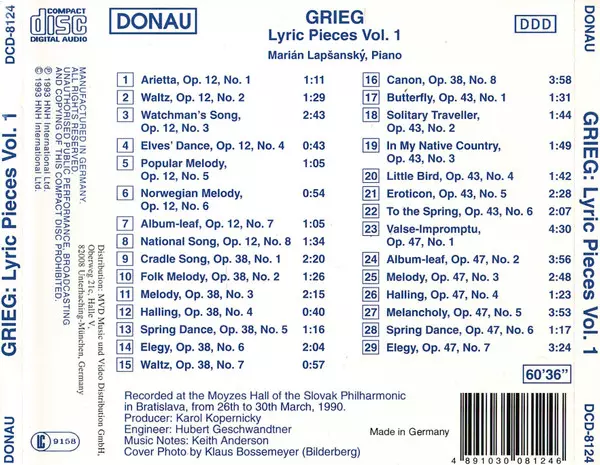 DCD-8124
GRIEG: Lyric Pieces Vol. 1
DONAU
COMPACT
disc
DIGITAL AUDIO
DONAU
GRIEG
Lyric Pieces Vol. 1
Marián Lapšanský, Piano
DDD
MANUFACTURED IN GERMANY.
ALL RIGHTS RESERVED.
UNAUTHORISED PUBLIC PERFORMANCE, BROADCASTING
AND COPYING OF THIS COMPACT DISC PROHIBITED.
℗ 1993 HNH International Ltd.
© 1993 HNH International Ltd.
Distribution: MVD Music and Video Distribution GmbH
Oberweg 21c, Halle V.
82008 Unterhaching-München, Germany
LC 9158
1 Arietta, Op. 12, No. 1 1:11
2 Waltz, Op. 12, No. 2 1:29
3 Watchman's Song, 2:43
Op. 12, No. 3
4 Elves' Dance, Op. 12, No. 4 0:43
5 Popular Melody, 1:05
Op. 12, No. 5
6 Norwegian Melody, 0:54
Op. 12, No. 6
7 Album-leaf, Op. 12, No. 7 1:05
8 National Song, Op. 12, No. 8 1:34
9 Cradle Song, Op. 38, No. 1 2:20
10 Folk Melody, Op. 38, No. 2 1:26
11 Melody, Op. 38, No. 3 2:15
12 Halling, Op. 38, No. 4 0:40
13 Spring Dance, Op. 38, No. 5 1:16
14 Elegy, Op. 38, No. 6 2:04
15 Waltz, Op. 38, No. 7 0:57
16 Canon, Op. 38, No. 8 3:58
17 Butterfly, Op. 43, No. 1 1:31
18 Solitary Traveller, 1:44
Op. 43, No. 2
19 In My Native Country, 1:49
Op. 43, No. 3
20 Little Bird, Op. 43, No. 4 1:42
21 Eroticon, Op. 43, No. 5 2:28
22 To the Spring, Op. 43, No. 6 2:07
23 Valse-Impromptu, 4:30
Op. 47, No. 1
24 Album-leaf, Op. 47, No. 2 3:56
25 Melody, Op. 47, No. 3 2:48
26 Halling, Op. 47, No. 4 1:23
27 Melancholy, Op. 47, No. 5 3:53
28 Spring Dance, Op. 47, No. 6 1:17
29 Elegy, Op. 47, No. 7 3:24
60'36"
Recorded at the Moyzes Hall of the Slovak Philharmonic
in Bratislava, from 26th to 30th March, 1990.
Producer: Karol Kopernicky
Engineer: Hubert Geschwandtner
Music Notes: Keith Anderson
Cover Photo by Klaus Bossemeyer (Bilderberg)
Made in Germany
4 891030 081246
DONAU
GRIEG: Lyric Pieces Vol. 1
DCD-8124